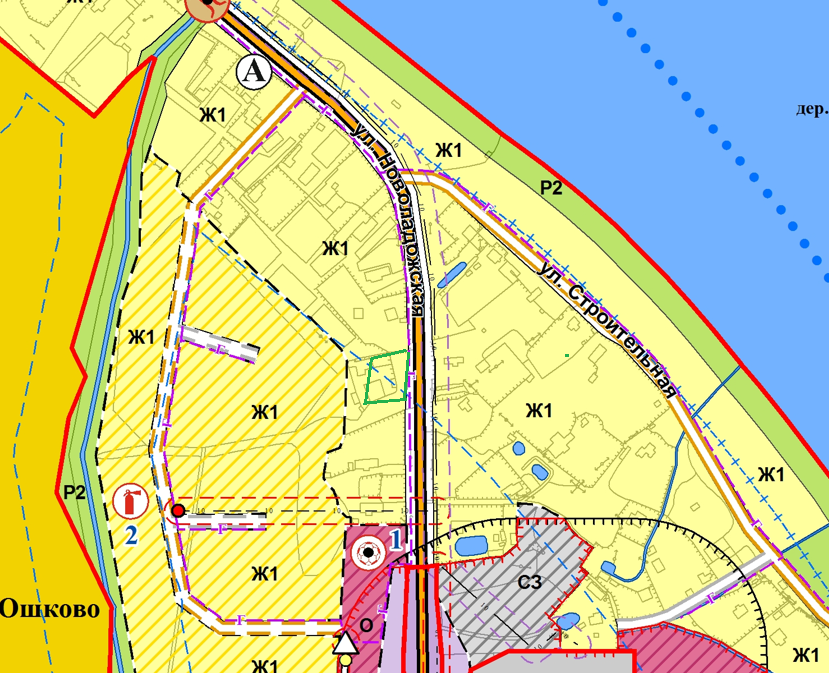 Ж1
А
дер.
Ж1
ул. Новоладожская
Ж1
Р2
Ж1
ул. Строительная
Ж1
Г
Ж1
Ж1
Ж1
Р2
2
1
Г
Ж1
СЗ
Ошково
Г
О
Ж1
Ж1